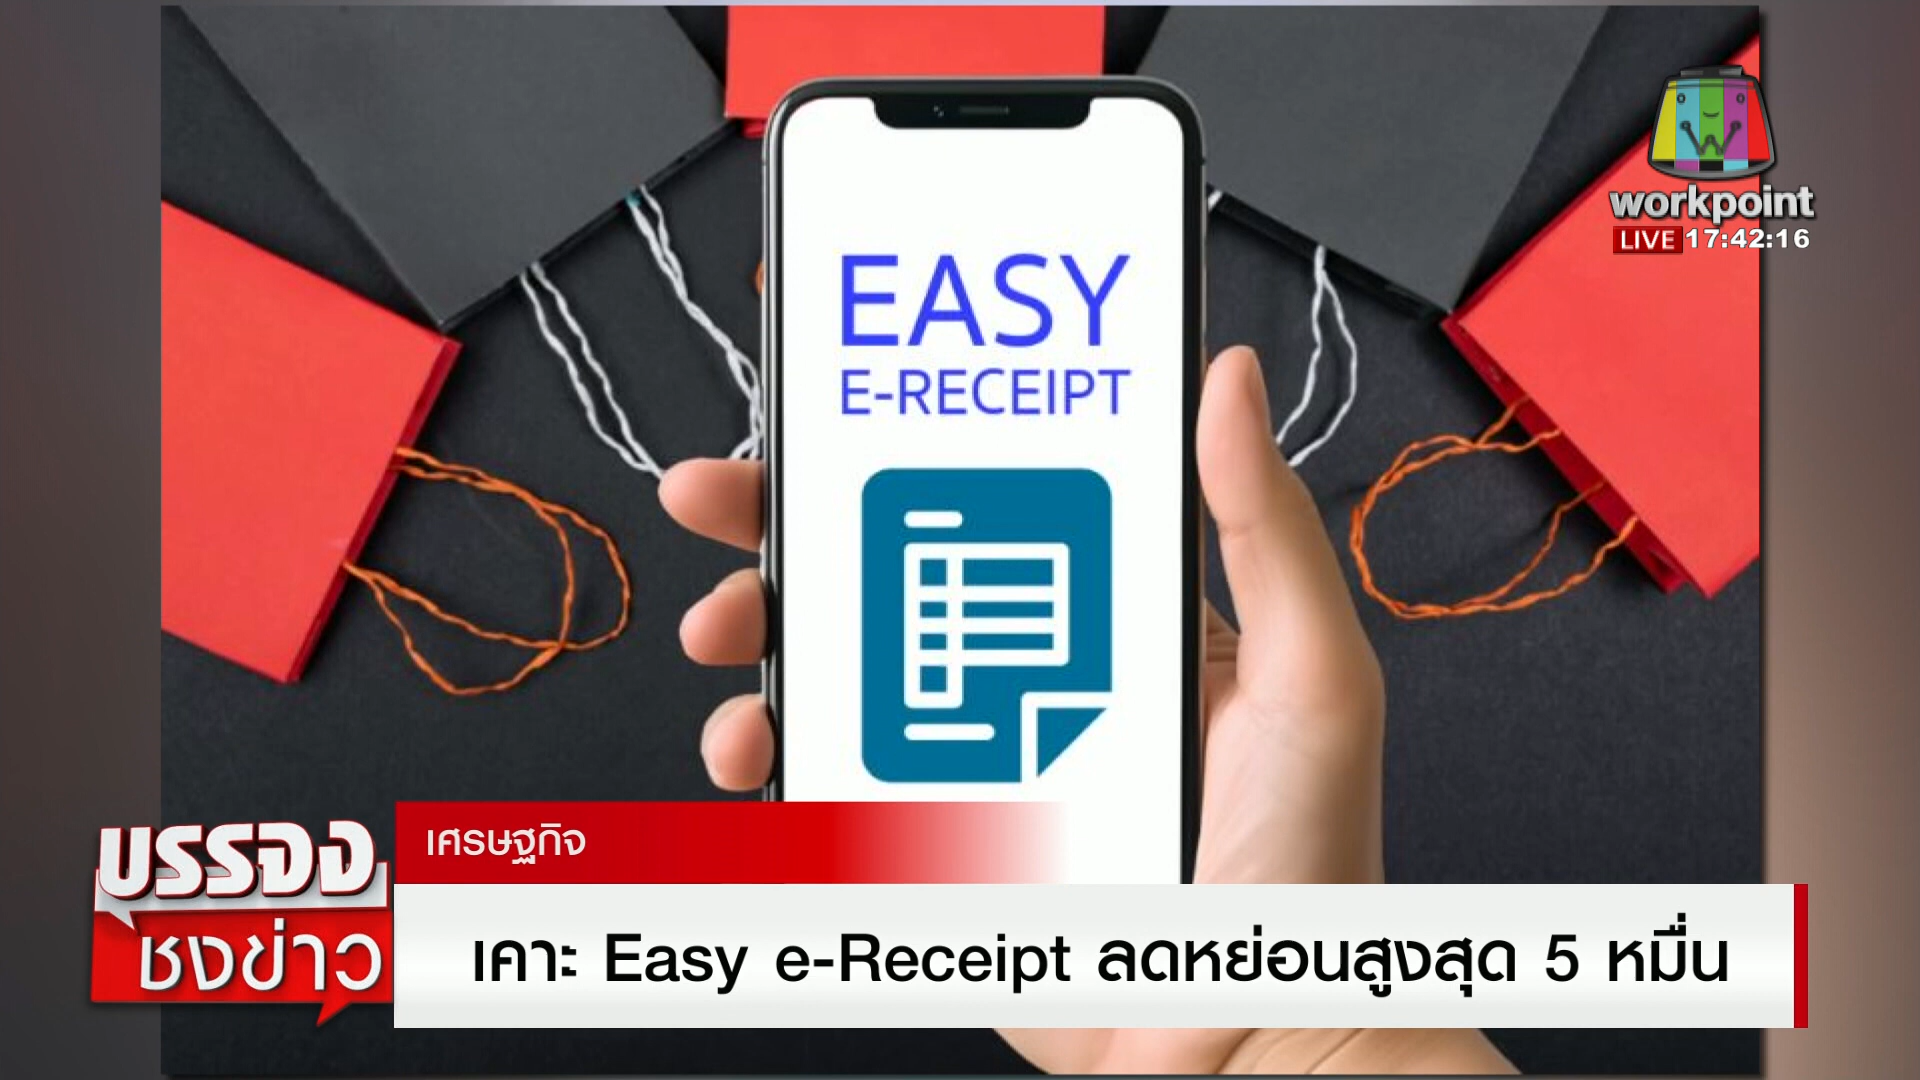 workpoint
LIVE 17:42:16
EASY
E-RECEIPT
บรรจง
ชงข่าว
เศรษฐกิจ
เคาะ Easy e-Receipt ลดหย่อนสูงสุด 5 หมื่น